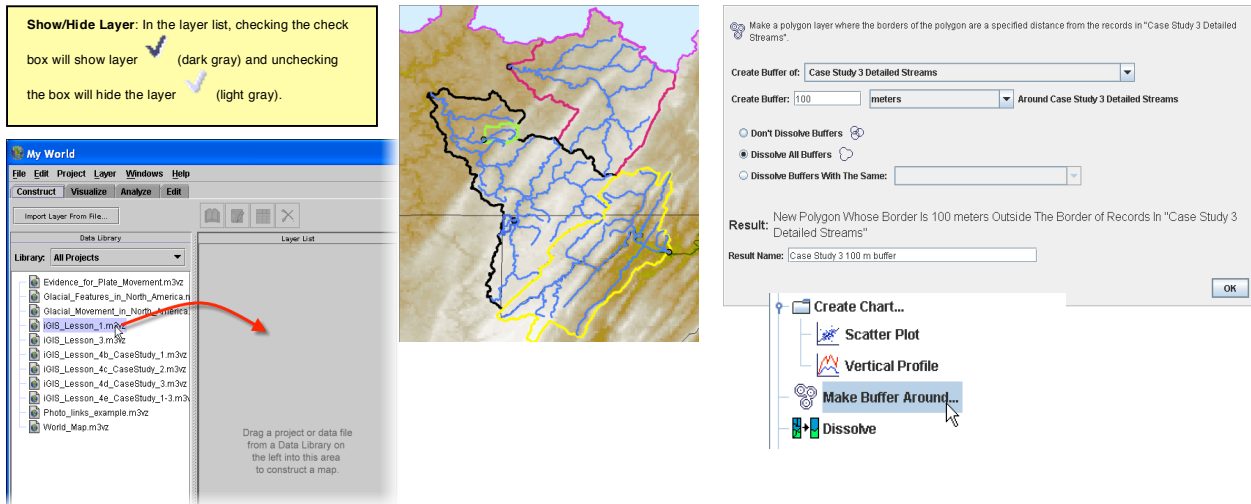 Show/Hide Layer: In the layer list, checking the check
box will show layer (dark gray) and unchecking
the box will hide the layer (light gray).
My World
File Edit Project Layer Windows Help
Construct Visualize Analyze Edit
Import Layer From File...
Data Library
Layer List
Library: All Projects
Evidence_for_Plate_Movement.m3vz
Glacial_Features_in_North_America.n
Glacial_Movement_in_North_America.
iGIS_Lesson_1.m3vz
iGIS_Lesson_3.m3vz
iGIS_Lesson_4b_CaseStudy_1.m3vz
iGIS_Lesson_4c_CaseStudy_2.m3vz
iGIS_Lesson_4d_CaseStudy_3.m3vz
iGIS_Lesson_4e_CaseStudy_1-3.m3v
Photo_links_example.m3vz
World_Map.m3vz
Drag a project or data file
from a Data Library on
the left into this area
to construct a map.
Make a polygon layer where the borders of the polygon are a specified distance from the records in "Case Study 3 Detailed
Streams".
Create Buffer of: Case Study 3 Detailed Streams
Create Buffer: 100 meters Around Case Study 3 Detailed Streams
Don't Dissolve Buffers
Dissolve All Buffers
Dissolve Buffers With The Same:
Result: New Polygon Whose Border Is 100 meters Outside The Border of Records In "Case Study 3
Detailed Streams"
Result Name: Case Study 3 100 m buffer
OK
Create Chart...
Scatter Plot
Vertical Profile
Make Buffer Around...
Dissolve